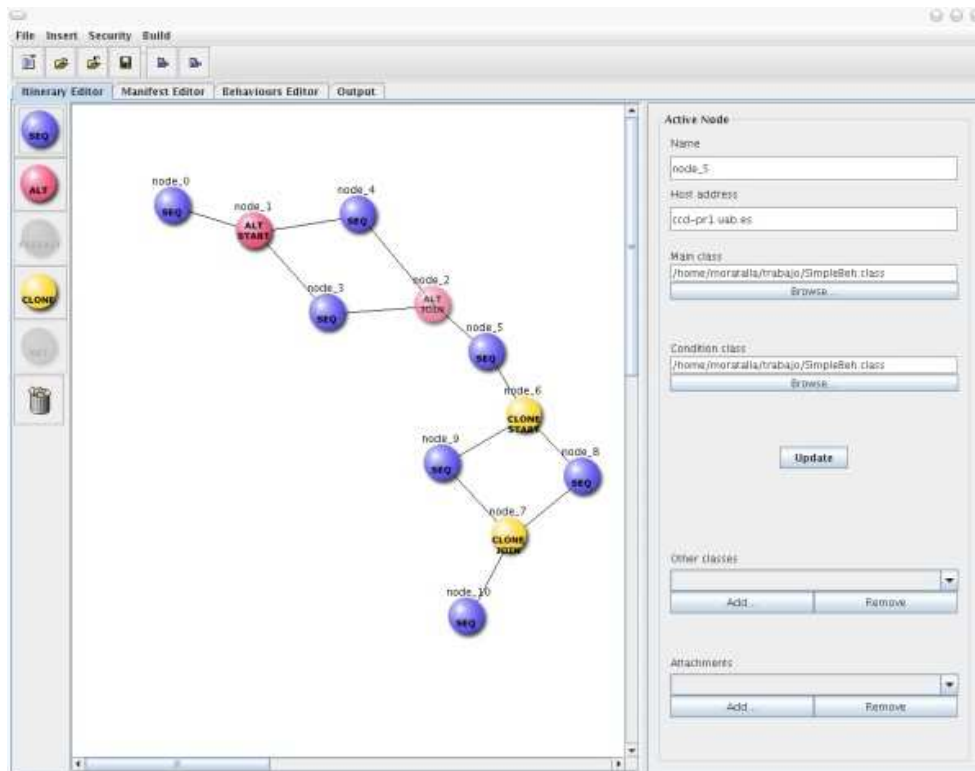 File Insert Security Build
Itinerary Editor Manifest Editor Behaviours Editor Output
SEQ
ALT
CLONE
node_0
SEQ
node_1
ALT
START
node_4
SEQ
node_3
SEQ
node_2
ALT
JOIN
node_5
SEQ
node_6
CLONE
START
node_9
SEQ
node_8
SEQ
node_7
CLONE
JOIN
node_10
SEQ
Active Node
Name
node_5
Host address
ccd-pr1.uab.es
Main class
/home/moratalla/trabajo/SimpleBeh.class
Browse...
Condition class
/home/moratalla/trabajo/SimpleBeh.class
Browse...
Update
Other classes
Add... Remove
Attachments
Add... Remove